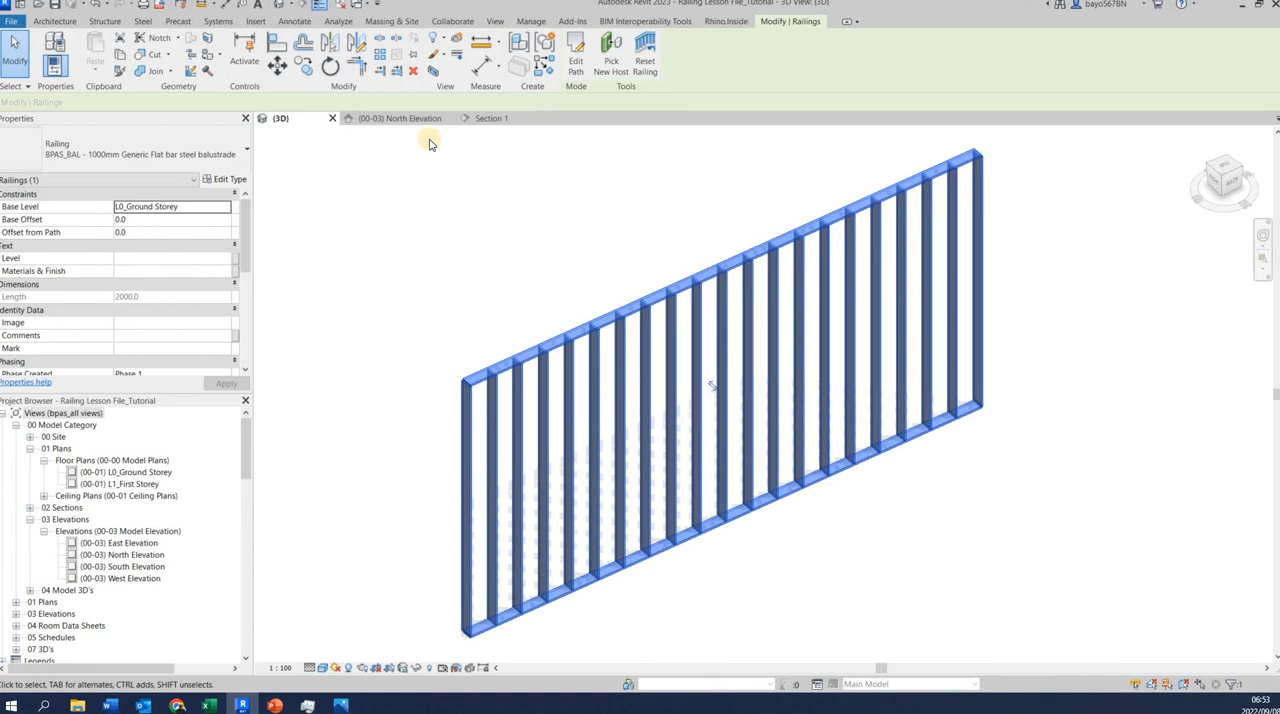 Autodesk Revit 2023 - Railing Lesson File_Tutorial - 3D View: (3D)
bayo567BN
File Architecture Structure Steel Precast Systems Insert Annotate Analyze Massing & Site Collaborate View Manage Add-Ins BIM Interoperability Tools Rhino.Inside Modify | Railings
Modify Paste Notch Cut Join Activate Edit Path Pick New Host Reset Railing
Select Properties Clipboard Geometry Controls Modify View Measure Create Mode Tools
Modify | Railings
Properties
(3D) (00-03) North Elevation Section 1
Railing
BPAS_BAL - 1000mm Generic Flat bar steel balustrade
Railings (1) Edit Type
Constraints
Base Level L0_Ground Storey
Base Offset 0.0
Offset from Path 0.0
Text
Level
Materials & Finish
Dimensions
Length 2000.0
Identity Data
Image
Comments
Mark
Phasing
Phase Created Phase 1
Properties help Apply
Project Browser - Railing Lesson File_Tutorial
Views (bpas_all views)
00 Model Category
00 Site
01 Plans
Floor Plans (00-00 Model Plans)
(00-01) L0_Ground Storey
(00-01) L1_First Storey
Ceiling Plans (00-01 Ceiling Plans)
02 Sections
03 Elevations
Elevations (00-03 Model Elevation)
(00-03) East Elevation
(00-03) North Elevation
(00-03) South Elevation
(00-03) West Elevation
04 Model 3D's
01 Plans
03 Elevations
04 Room Data Sheets
05 Schedules
07 3D's
Legends
1 : 100
Click to select, TAB for alternates, CTRL adds, SHIFT unselects.
:0 Main Model :1
06:53
2022/09/08